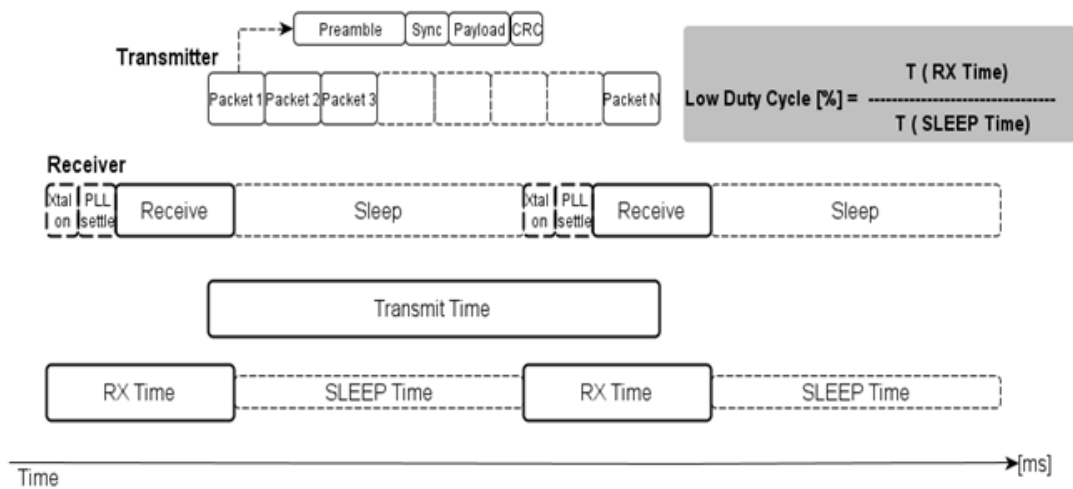 Preamble Sync Payload CRC
Transmitter
Packet 1 Packet 2 Packet 3 Packet N
T ( RX Time)
Low Duty Cycle [%] = -----------------------------------
T ( SLEEP Time)
Receiver
Xtal on PLL settle Receive Sleep Xtal on PLL settle Receive Sleep
Transmit Time
RX Time SLEEP Time RX Time SLEEP Time
[ms]
Time